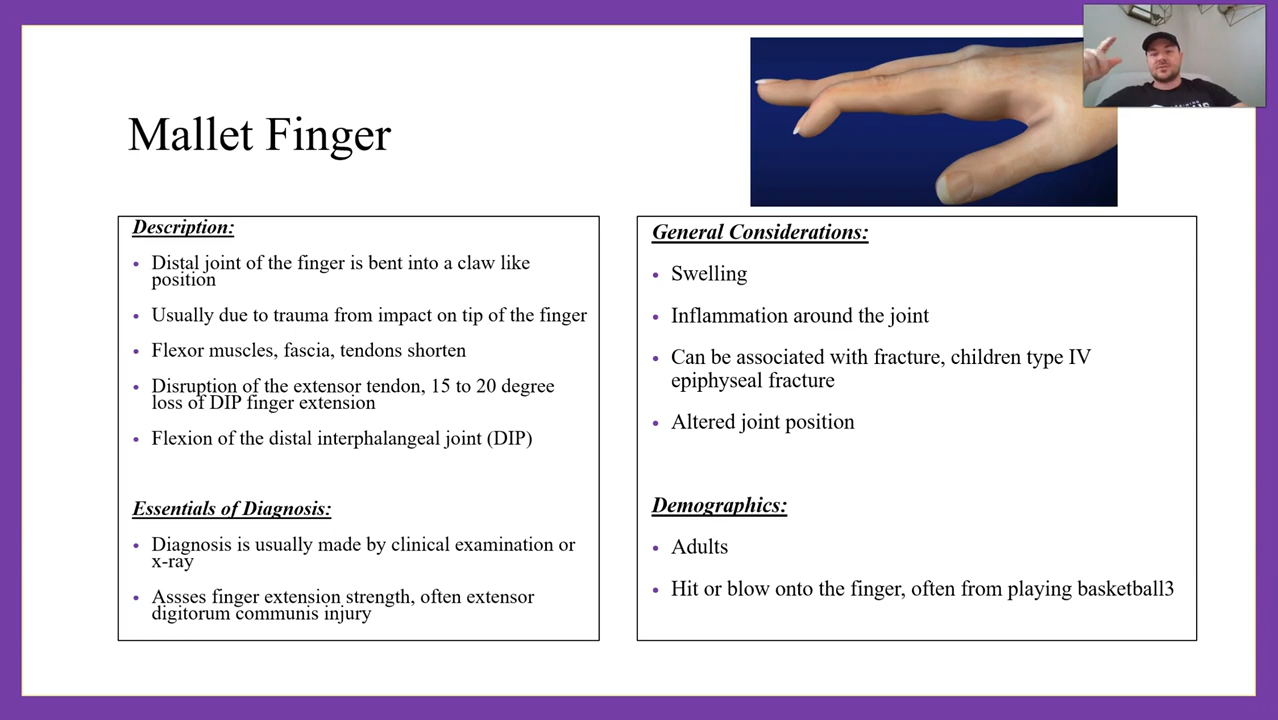 Mallet Finger
Description:
• Distal joint of the finger is bent into a claw like
position
• Usually due to trauma from impact on tip of the finger
• Flexor muscles, fascia, tendons shorten
• Disruption of the extensor tendon, 15 to 20 degree
loss of DIP finger extension
• Flexion of the distal interphalangeal joint (DIP)
Essentials of Diagnosis:
• Diagnosis is usually made by clinical examination or
x-ray
• Assses finger extension strength, often extensor
digitorum communis injury
General Considerations:
• Swelling
• Inflammation around the joint
• Can be associated with fracture, children type IV
epiphyseal fracture
• Altered joint position
Demographics:
• Adults
• Hit or blow onto the finger, often from playing basketball3